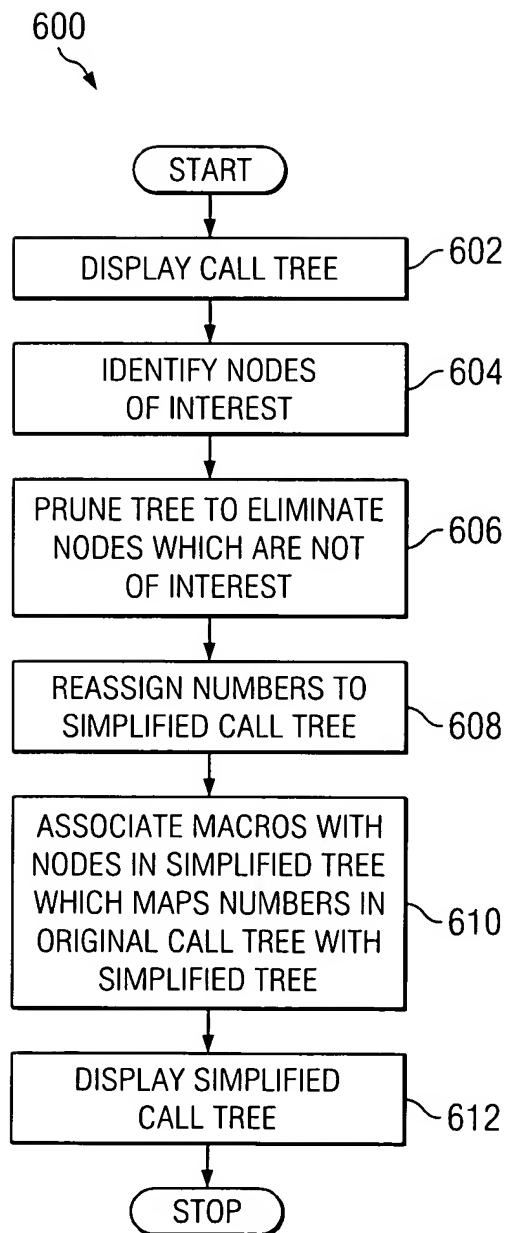 600
START
DISPLAY CALL TREE
602
IDENTIFY NODES
OF INTEREST
604
PRUNE TREE TO ELIMINATE
NODES WHICH ARE NOT
OF INTEREST
606
REASSIGN NUMBERS TO
SIMPLIFIED CALL TREE
608
ASSOCIATE MACROS WITH
NODES IN SIMPLIFIED TREE
WHICH MAPS NUMBERS IN
ORIGINAL CALL TREE WITH
SIMPLIFIED TREE
610
DISPLAY SIMPLIFIED
CALL TREE
612
STOP